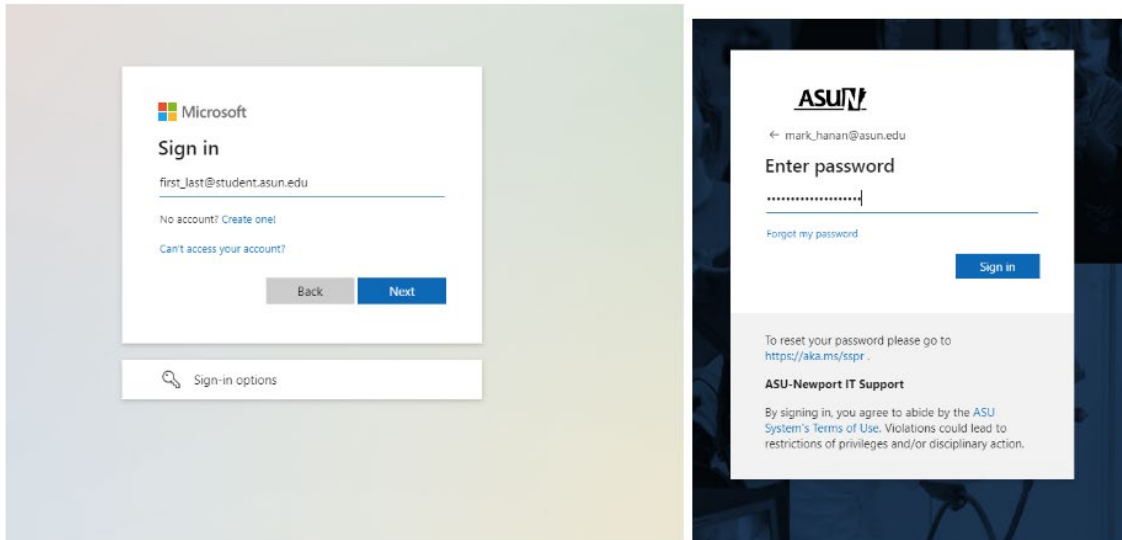 Microsoft
Sign in
first_last@student.asun.edu
No account? Create one!
Can't access your account?
Back
Next
Sign-in options
ASUN
← mark_hanan@asun.edu
Enter password
••••••••••••••••••••
Forgot my password
Sign in
To reset your password please go to
https://aka.ms/sspr .
ASU-Newport IT Support
By signing in, you agree to abide by the ASU
System's Terms of Use. Violations could lead to
restrictions of privileges and/or disciplinary action.